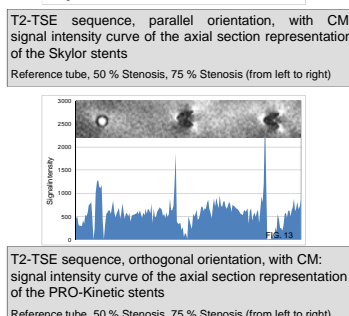 T2-TSE sequence, parallel orientation, with CM
signal intensity curve of the axial section representation
of the Skylor stents
Reference tube, 50 % Stenosis, 75 % Stenosis (from left to right)
3000
2500
2000
1500
1000
500
0
Signalintensity
FIG. 13
T2-TSE sequence, orthogonal orientation, with CM:
signal intensity curve of the axial section representation
of the PRO-Kinetic stents
Reference tube, 50 % Stenosis, 75 % Stenosis (from left to right)